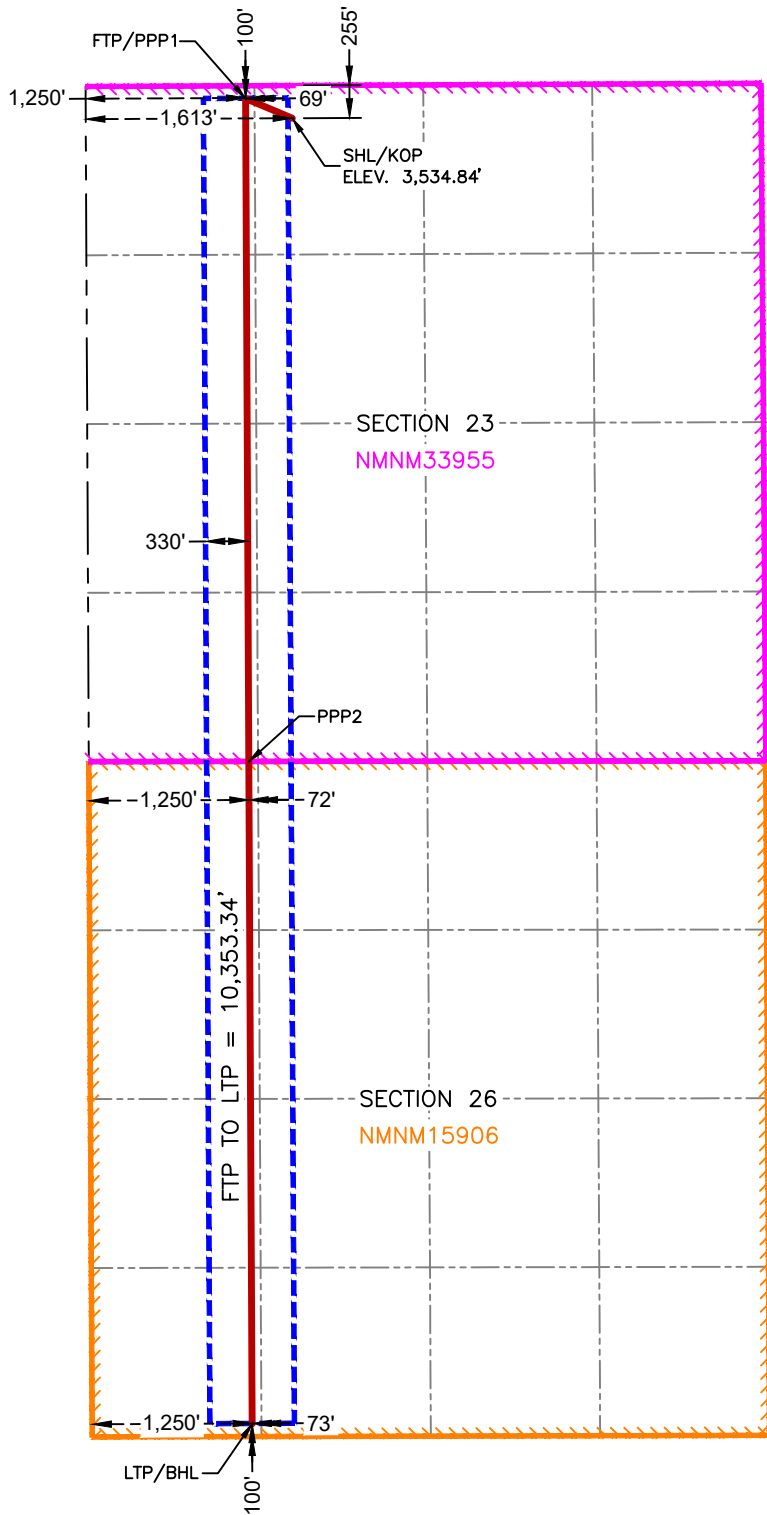 FTP/PPP1
100'
255'
1,250'
69'
1,613'
SHL/KOP
ELEV. 3,534.84'
SECTION 23
NMNM33955
330'
PPP2
1,250'
72'
FTP TO LTP = 10,353.34'
SECTION 26
NMNM15906
1,250'
73'
LTP/BHL
100'